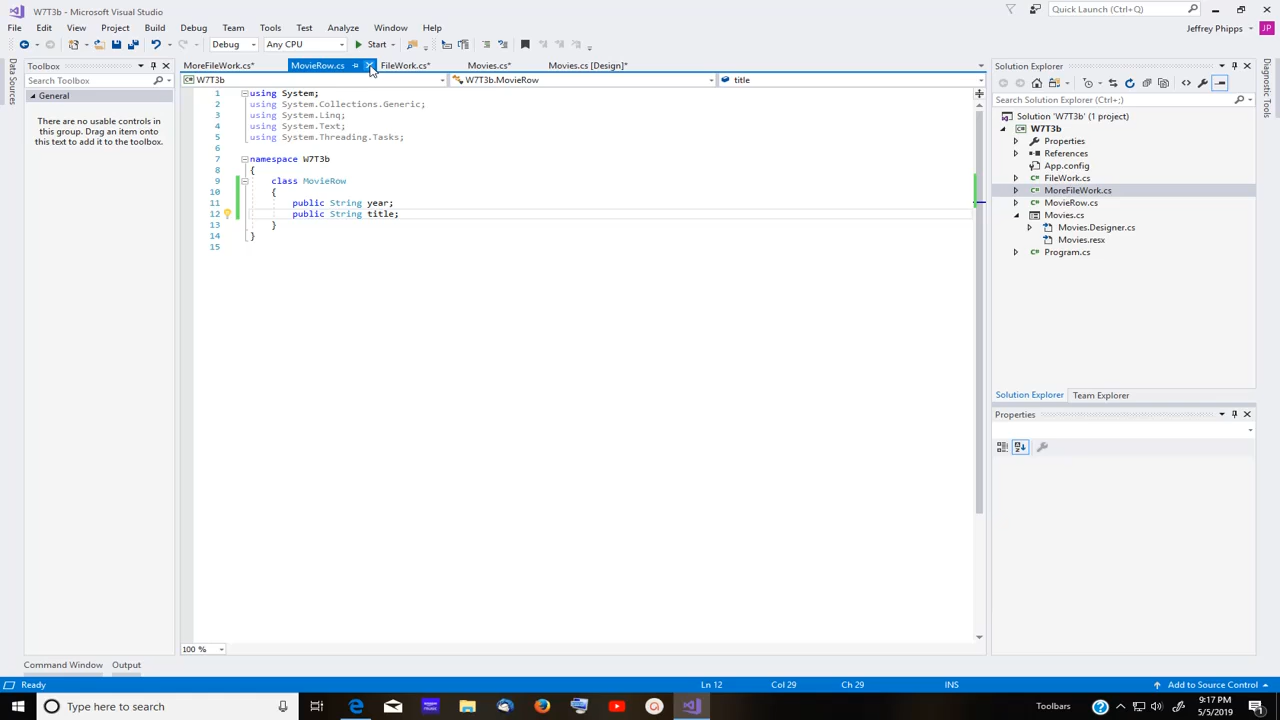 W7T3b - Microsoft Visual Studio
Quick Launch (Ctrl+Q)
File Edit View Project Build Debug Team Tools Test Analyze Window Help
Jeffrey Phipps JP
Debug Any CPU Start
Data Sources
Toolbox
Search Toolbox
General
There are no usable controls in
this group. Drag an item onto
this text to add it to the toolbox.
MoreFileWork.cs* MovieRow.cs FileWork.cs* Movies.cs* Movies.cs [Design]*
W7T3b W7T3b.MovieRow title
1 using System;
2 using System.Collections.Generic;
3 using System.Linq;
4 using System.Text;
5 using System.Threading.Tasks;
6
7 namespace W7T3b
8 {
9 class MovieRow
10 {
11 public String year;
12 public String title;
13 }
14 }
15
100 %
Solution Explorer
Search Solution Explorer (Ctrl+;)
Solution 'W7T3b' (1 project)
W7T3b
Properties
References
App.config
FileWork.cs
MoreFileWork.cs
MovieRow.cs
Movies.cs
Movies.Designer.cs
Movies.resx
Program.cs
Solution Explorer Team Explorer
Properties
Diagnostic Tools
Command Window Output
Ready Ln 12 Col 29 Ch 29 INS Add to Source Control
Type here to search
Toolbars
9:17 PM
5/5/2019